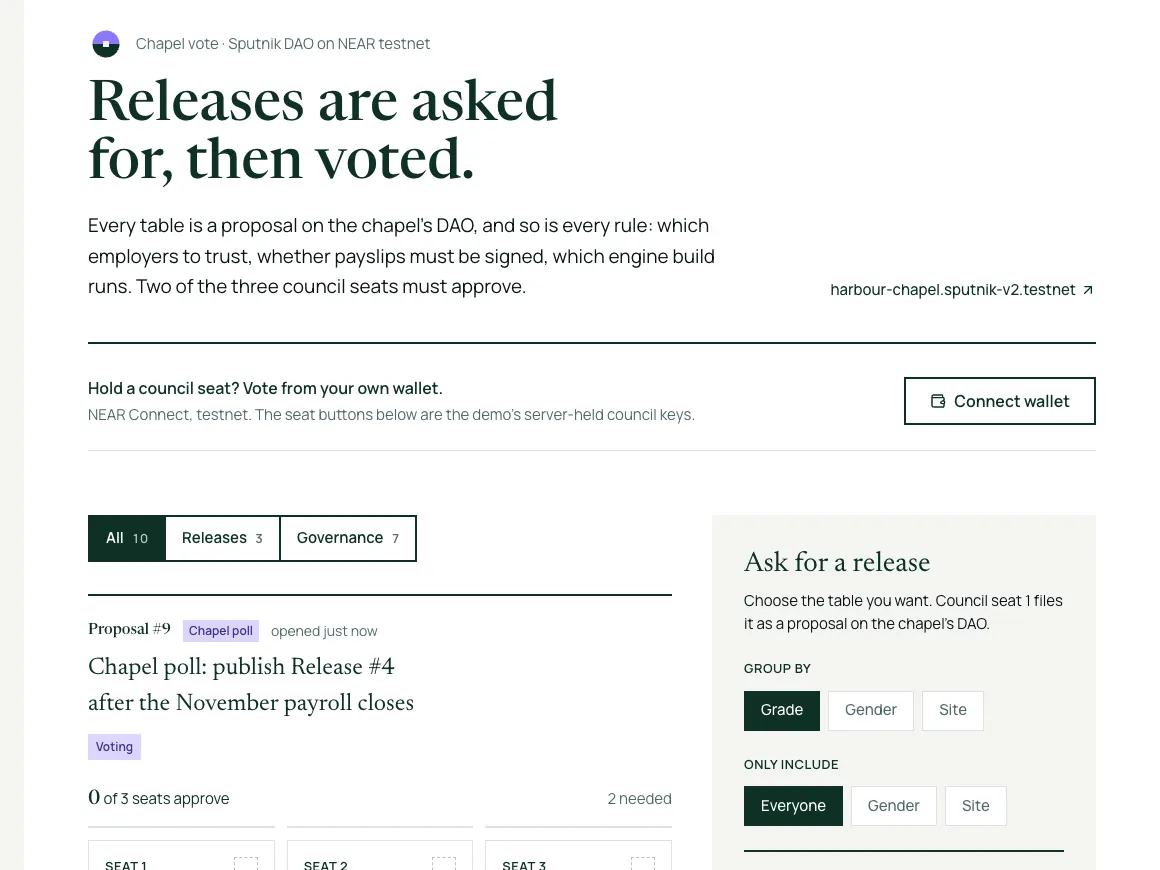 Chapel vote · Sputnik DAO on NEAR testnet
Releases are asked
for, then voted.
Every table is a proposal on the chapel's DAO, and so is every rule: which
employers to trust, whether payslips must be signed, which engine build
runs. Two of the three council seats must approve.
harbour-chapel.sputnik-v2.testnet ↗
Hold a council seat? Vote from your own wallet.
NEAR Connect, testnet. The seat buttons below are the demo's server-held council keys.
Connect wallet
All 10 Releases 3 Governance 7
Proposal #9 Chapel poll opened just now
Chapel poll: publish Release #4
after the November payroll closes
Voting
0 of 3 seats approve 2 needed
SEAT 1 SEAT 2 SEAT 3
Ask for a release
Choose the table you want. Council seat 1 files
it as a proposal on the chapel's DAO.
GROUP BY
Grade Gender Site
ONLY INCLUDE
Everyone Gender Site